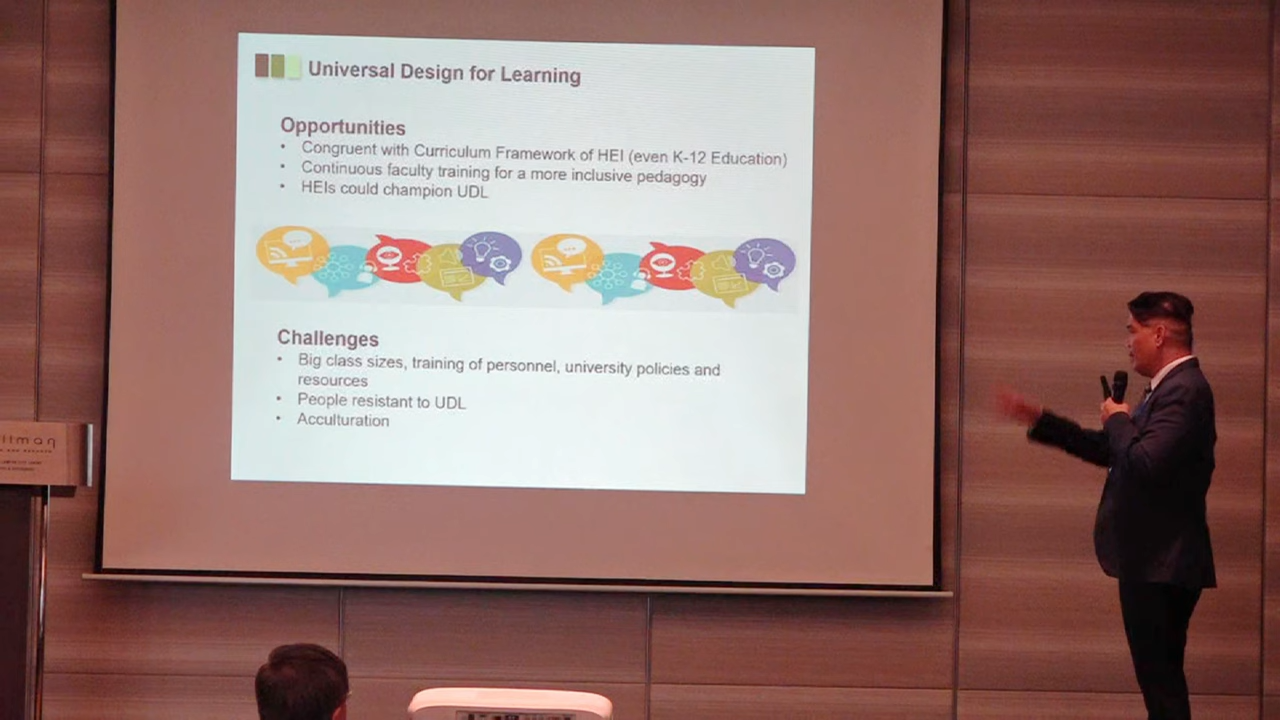 Universal Design for Learning
Opportunities
• Congruent with Curriculum Framework of HEI (even K-12 Education)
• Continuous faculty training for a more inclusive pedagogy
• HEIs could champion UDL
Challenges
• Big class sizes, training of personnel, university policies and
resources
• People resistant to UDL
• Acculturation